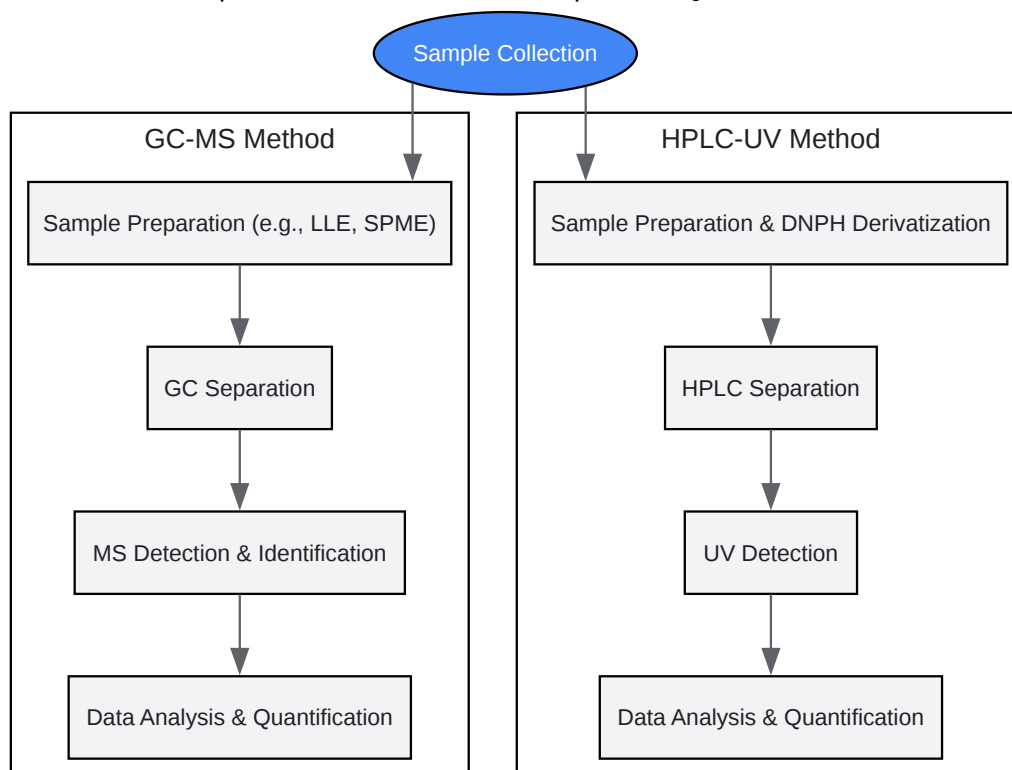 Sample Collection
GC-MS Method
HPLC-UV Method
Sample Preparation (e.g., LLE, SPME)
Sample Preparation & DNPH Derivatization
GC Separation
HPLC Separation
MS Detection & Identification
UV Detection
Data Analysis & Quantification
Data Analysis & Quantification